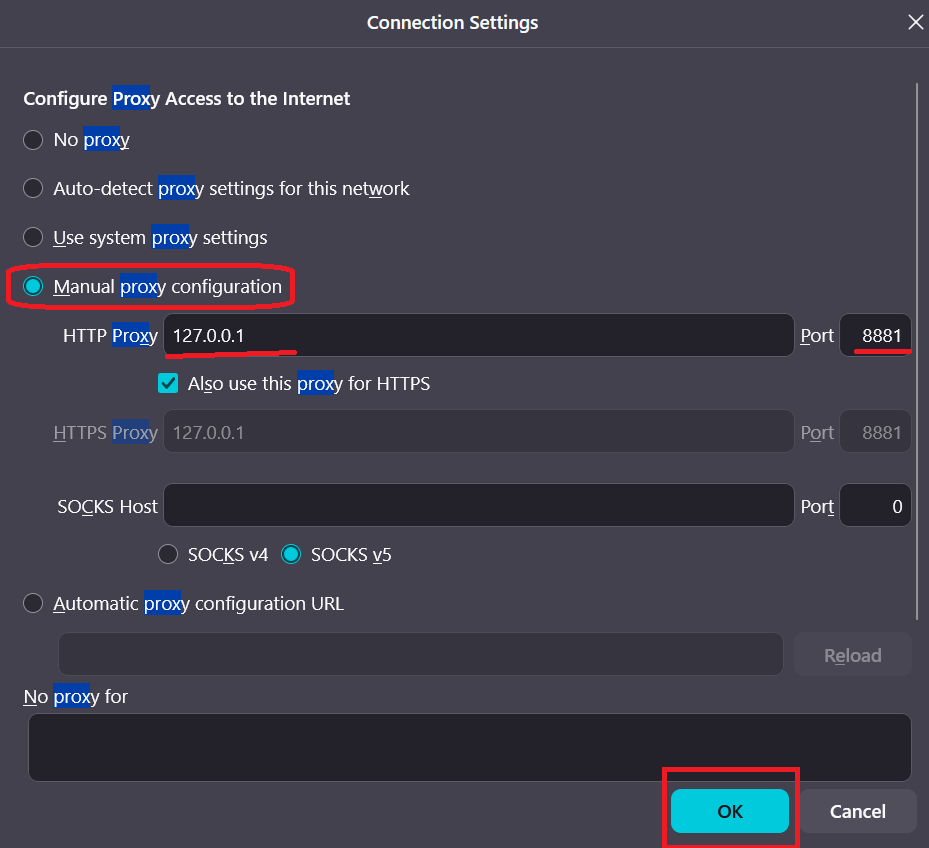 Connection Settings
Configure Proxy Access to the Internet
No proxy
Auto-detect proxy settings for this network
Use system proxy settings
Manual proxy configuration
HTTP Proxy 127.0.0.1 Port 8881
Also use this proxy for HTTPS
HTTPS Proxy 127.0.0.1 Port 8881
SOCKS Host Port 0
SOCKS v4 SOCKS v5
Automatic proxy configuration URL
Reload
No proxy for
OK Cancel